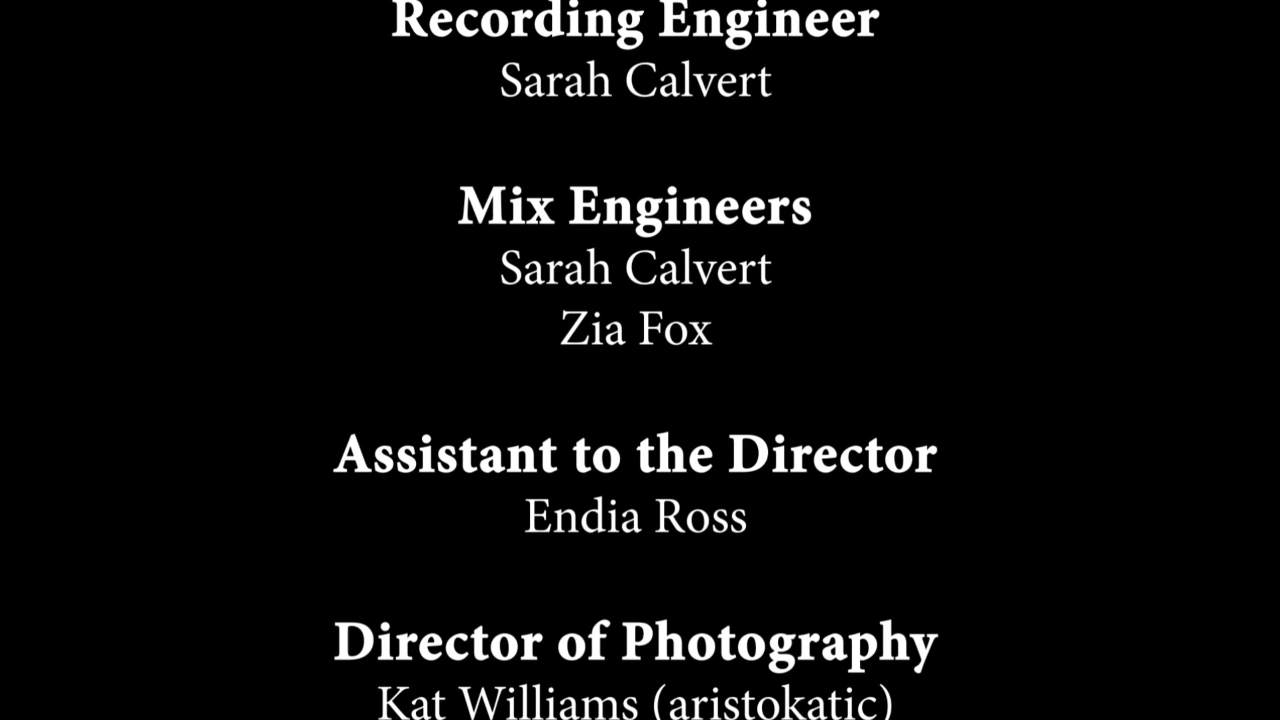 Recording Engineer
Sarah Calvert
Mix Engineers
Sarah Calvert
Zia Fox
Assistant to the Director
Endia Ross
Director of Photography
Kat Williams (aristokatic)